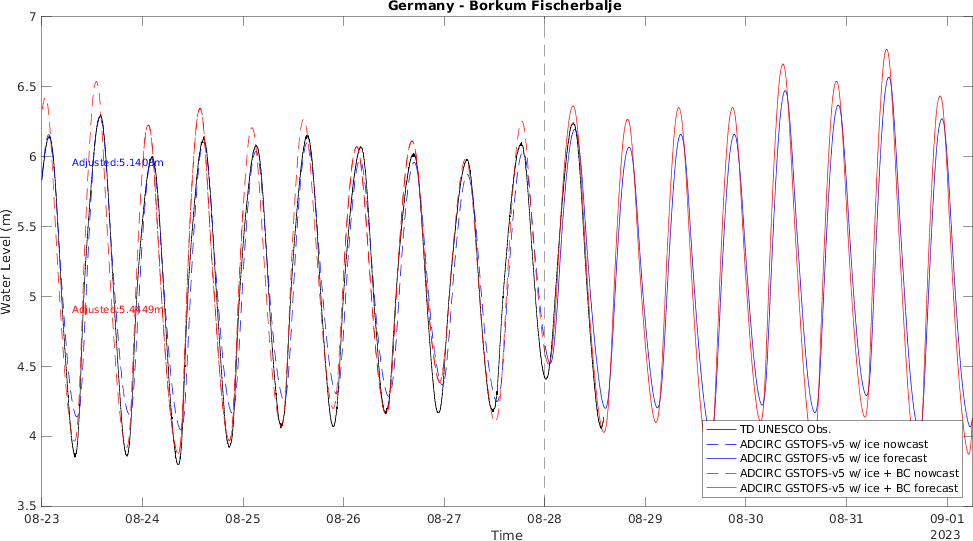 Germany - Borkum Fischerbalje
7
6.5
6
5.5
5
4.5
4
3.5
Water Level (m)
Adjusted:5.1409m
Adjusted:5.4449m
TD UNESCO Obs.
ADCIRC GSTOFS-v5 w/ ice nowcast
ADCIRC GSTOFS-v5 w/ ice forecast
ADCIRC GSTOFS-v5 w/ ice + BC nowcast
ADCIRC GSTOFS-v5 w/ ice + BC forecast
08-23 08-24 08-25 08-26 08-27 08-28 08-29 08-30 08-31 09-01
Time 2023